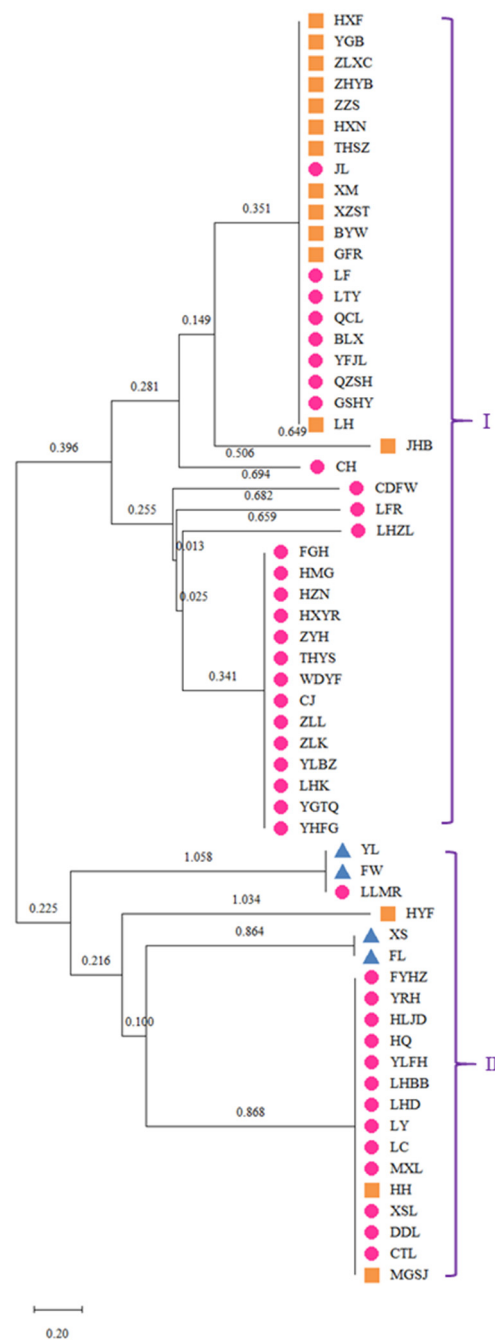 HXF
YGB
ZLXC
ZHYB
ZZS
HXN
THSZ
JL
XM
0.351
XZST
BYW
GFR
LF
LTY
0.149
QCL
BLX
YFJL
0.281
QZSH
GSHY
LH
I
0.649
JHB
0.396
0.506
CH
0.694
CDFW
0.682
0.255
LFR
0.659
LHZL
0.013
FGH
HMG
HZN
0.025
HXYR
ZYH
THYS
0.341
WDYF
CJ
ZLL
ZLK
YLBZ
LHK
YGTQ
YHFG
YL
1.058
FW
LLMR
0.225
1.034
HYF
0.864
XS
0.216
FL
FYHZ
YRH
0.100
HLJD
HQ
YLFH
II
LHBB
LHD
0.868
LY
LC
MXL
HH
XSL
DDL
CTL
MGSJ
0.20